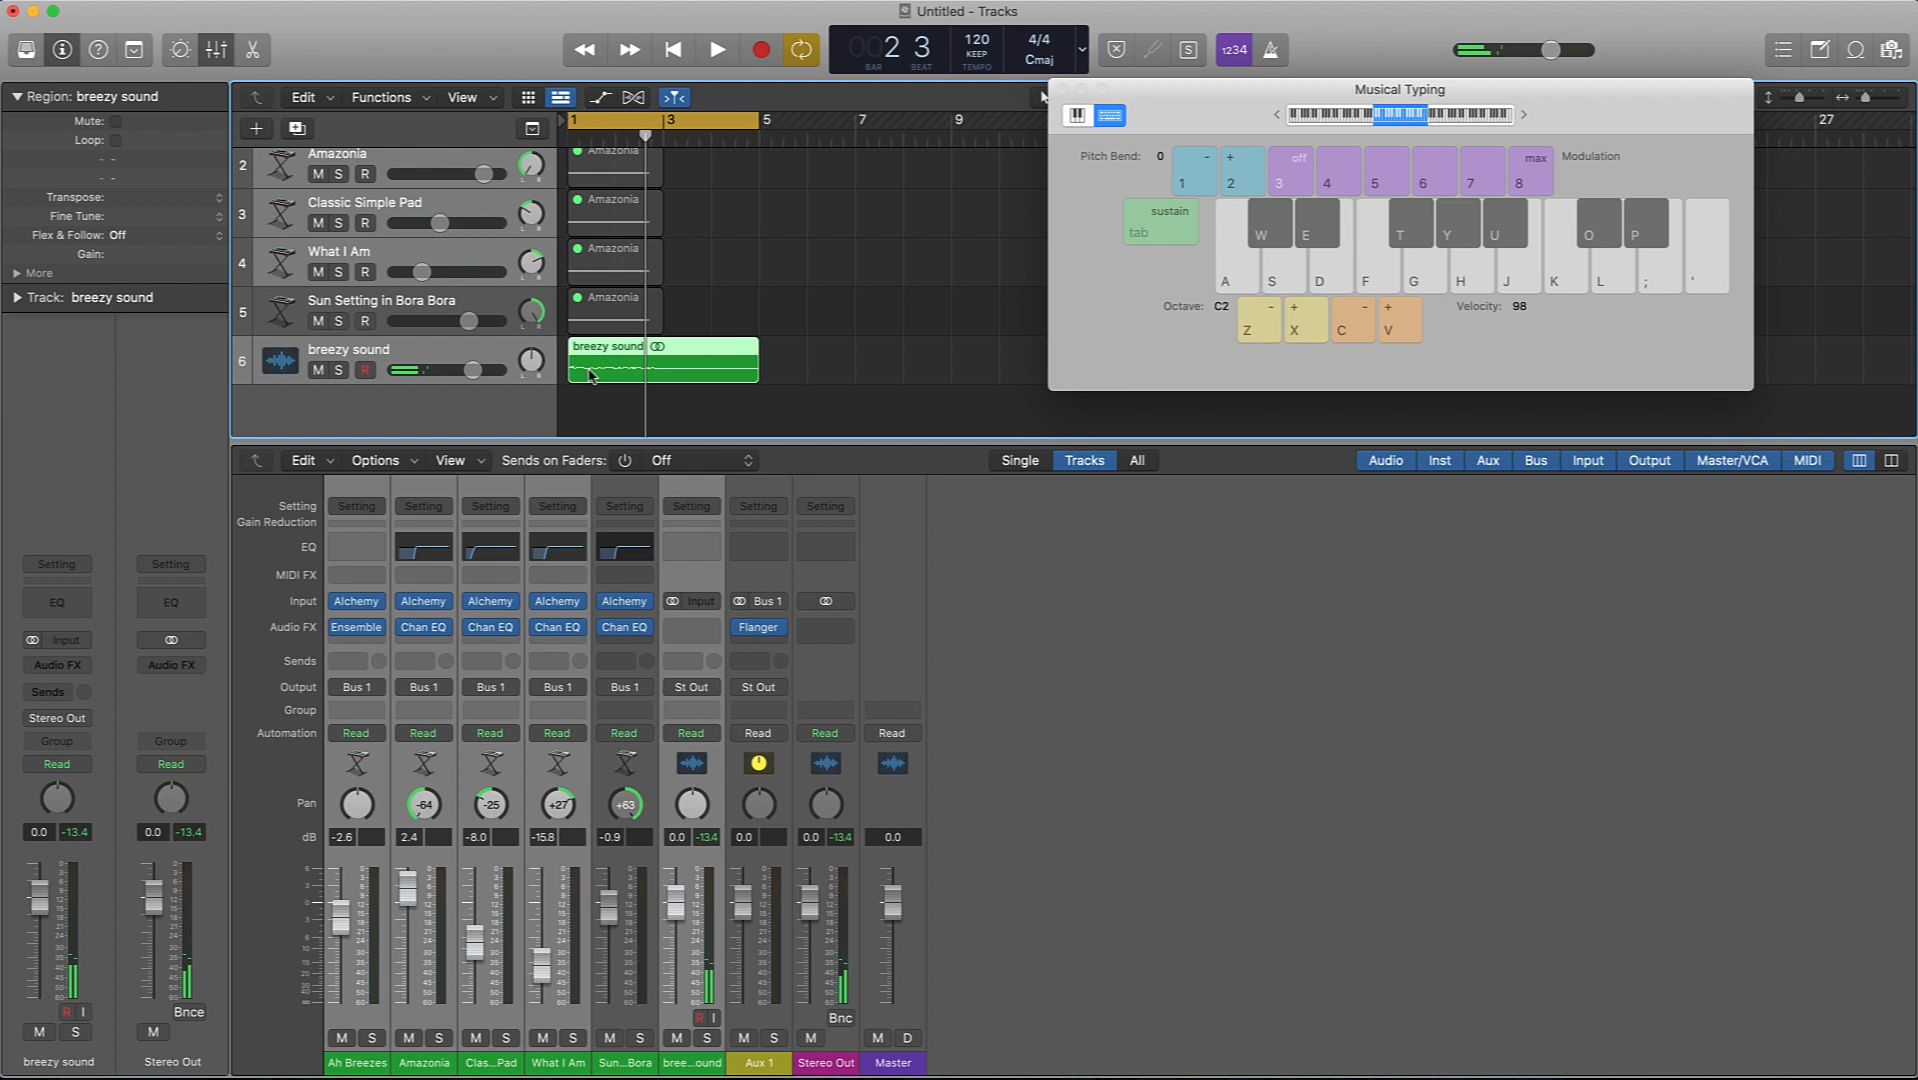 Untitled - Tracks
2 3
BAR BEAT
120
KEEP
TEMPO
4/4
Cmaj
S
1234
Region: breezy sound
Mute:
Loop:
Transpose:
Fine Tune:
Flex & Follow: Off
Gain:
More
Track: breezy sound
Edit Functions View
1 3 5 7 9 27
2 Amazonia
M S R
Amazonia
3 Classic Simple Pad
M S R
Amazonia
4 What I Am
M S R
Amazonia
5 Sun Setting in Bora Bora
M S R
Amazonia
6 breezy sound
M S R
breezy sound
Musical Typing
Pitch Bend: 0 - + off max Modulation
1 2 3 4 5 6 7 8
sustain
tab
W E T Y U O P
A S D F G H J K L ; '
Octave: C2 - + - + Velocity: 98
Z X C V
Edit Options View Sends on Faders: Off
Single Tracks All
Audio Inst Aux Bus Input Output Master/VCA MIDI
Setting Setting Setting Setting Setting Setting Setting Setting Setting
Gain Reduction
EQ
MIDI FX
Input Alchemy Alchemy Alchemy Alchemy Alchemy Input Bus 1
Audio FX Ensemble Chan EQ Chan EQ Chan EQ Chan EQ Flanger
Sends
Output Bus 1 Bus 1 Bus 1 Bus 1 Bus 1 St Out St Out
Group
Automation Read Read Read Read Read Read Read Read Read
Pan -64 -25 +27 +63
dB -2.6 2.4 -8.0 -15.8 -0.9 0.0 -13.4 0.0 0.0 -13.4 0.0
R I Bnc
M S M S M S M S M S M S M S M M D
Ah Breezes Amazonia Clas...Pad What I Am Sun...Bora bree...ound Aux 1 Stereo Out Master
Setting Setting
EQ EQ
Input
Audio FX Audio FX
Sends
Stereo Out
Group Group
Read Read
0.0 -13.4 0.0 -13.4
R I Bnce
M S M
breezy sound Stereo Out